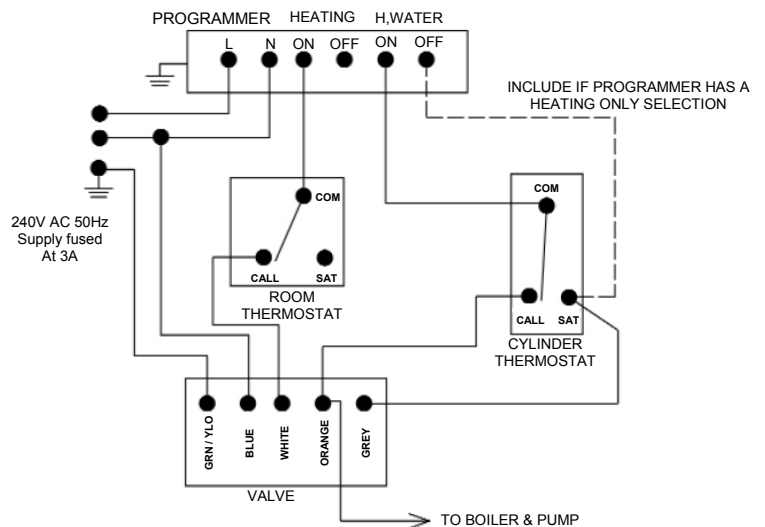 PROGRAMMER HEATING H,WATER
L N ON OFF ON OFF
INCLUDE IF PROGRAMMER HAS A
HEATING ONLY SELECTION
240V AC 50Hz
Supply fused
At 3A
COM
CALL SAT
ROOM
THERMOSTAT
COM
CALL SAT
CYLINDER
THERMOSTAT
GRN / YLO
BLUE
WHITE
ORANGE
GREY
VALVE
TO BOILER & PUMP